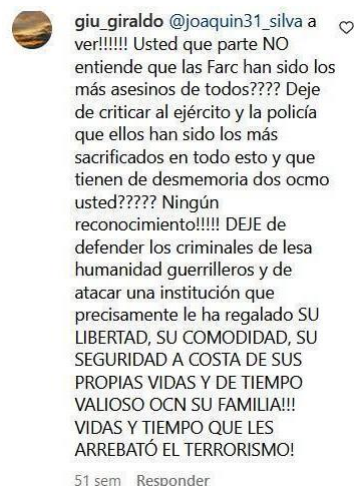 giu_giraldo @joaquin31_silva a
ver!!!!!! Usted que parte NO
entiende que las Farc han sido los
más asesinos de todos???? Deje
de criticar al ejército y la policía
que ellos han sido los más
sacrificados en todo esto y que
tienen de desmemoria dos ocmo
usted????? Ningún
reconocimiento!!!!! DEJE de
defender los criminales de lesa
humanidad guerrilleros y de
atacar una institución que
precisamente le ha regalado SU
LIBERTAD, SU COMODIDAD, SU
SEGURIDAD A COSTA DE SUS
PROPIAS VIDAS Y DE TIEMPO
VALIOSO OCN SU FAMILIA!!!
VIDAS Y TIEMPO QUE LES
ARREBATÓ EL TERRORISMO!
51 sem Responder